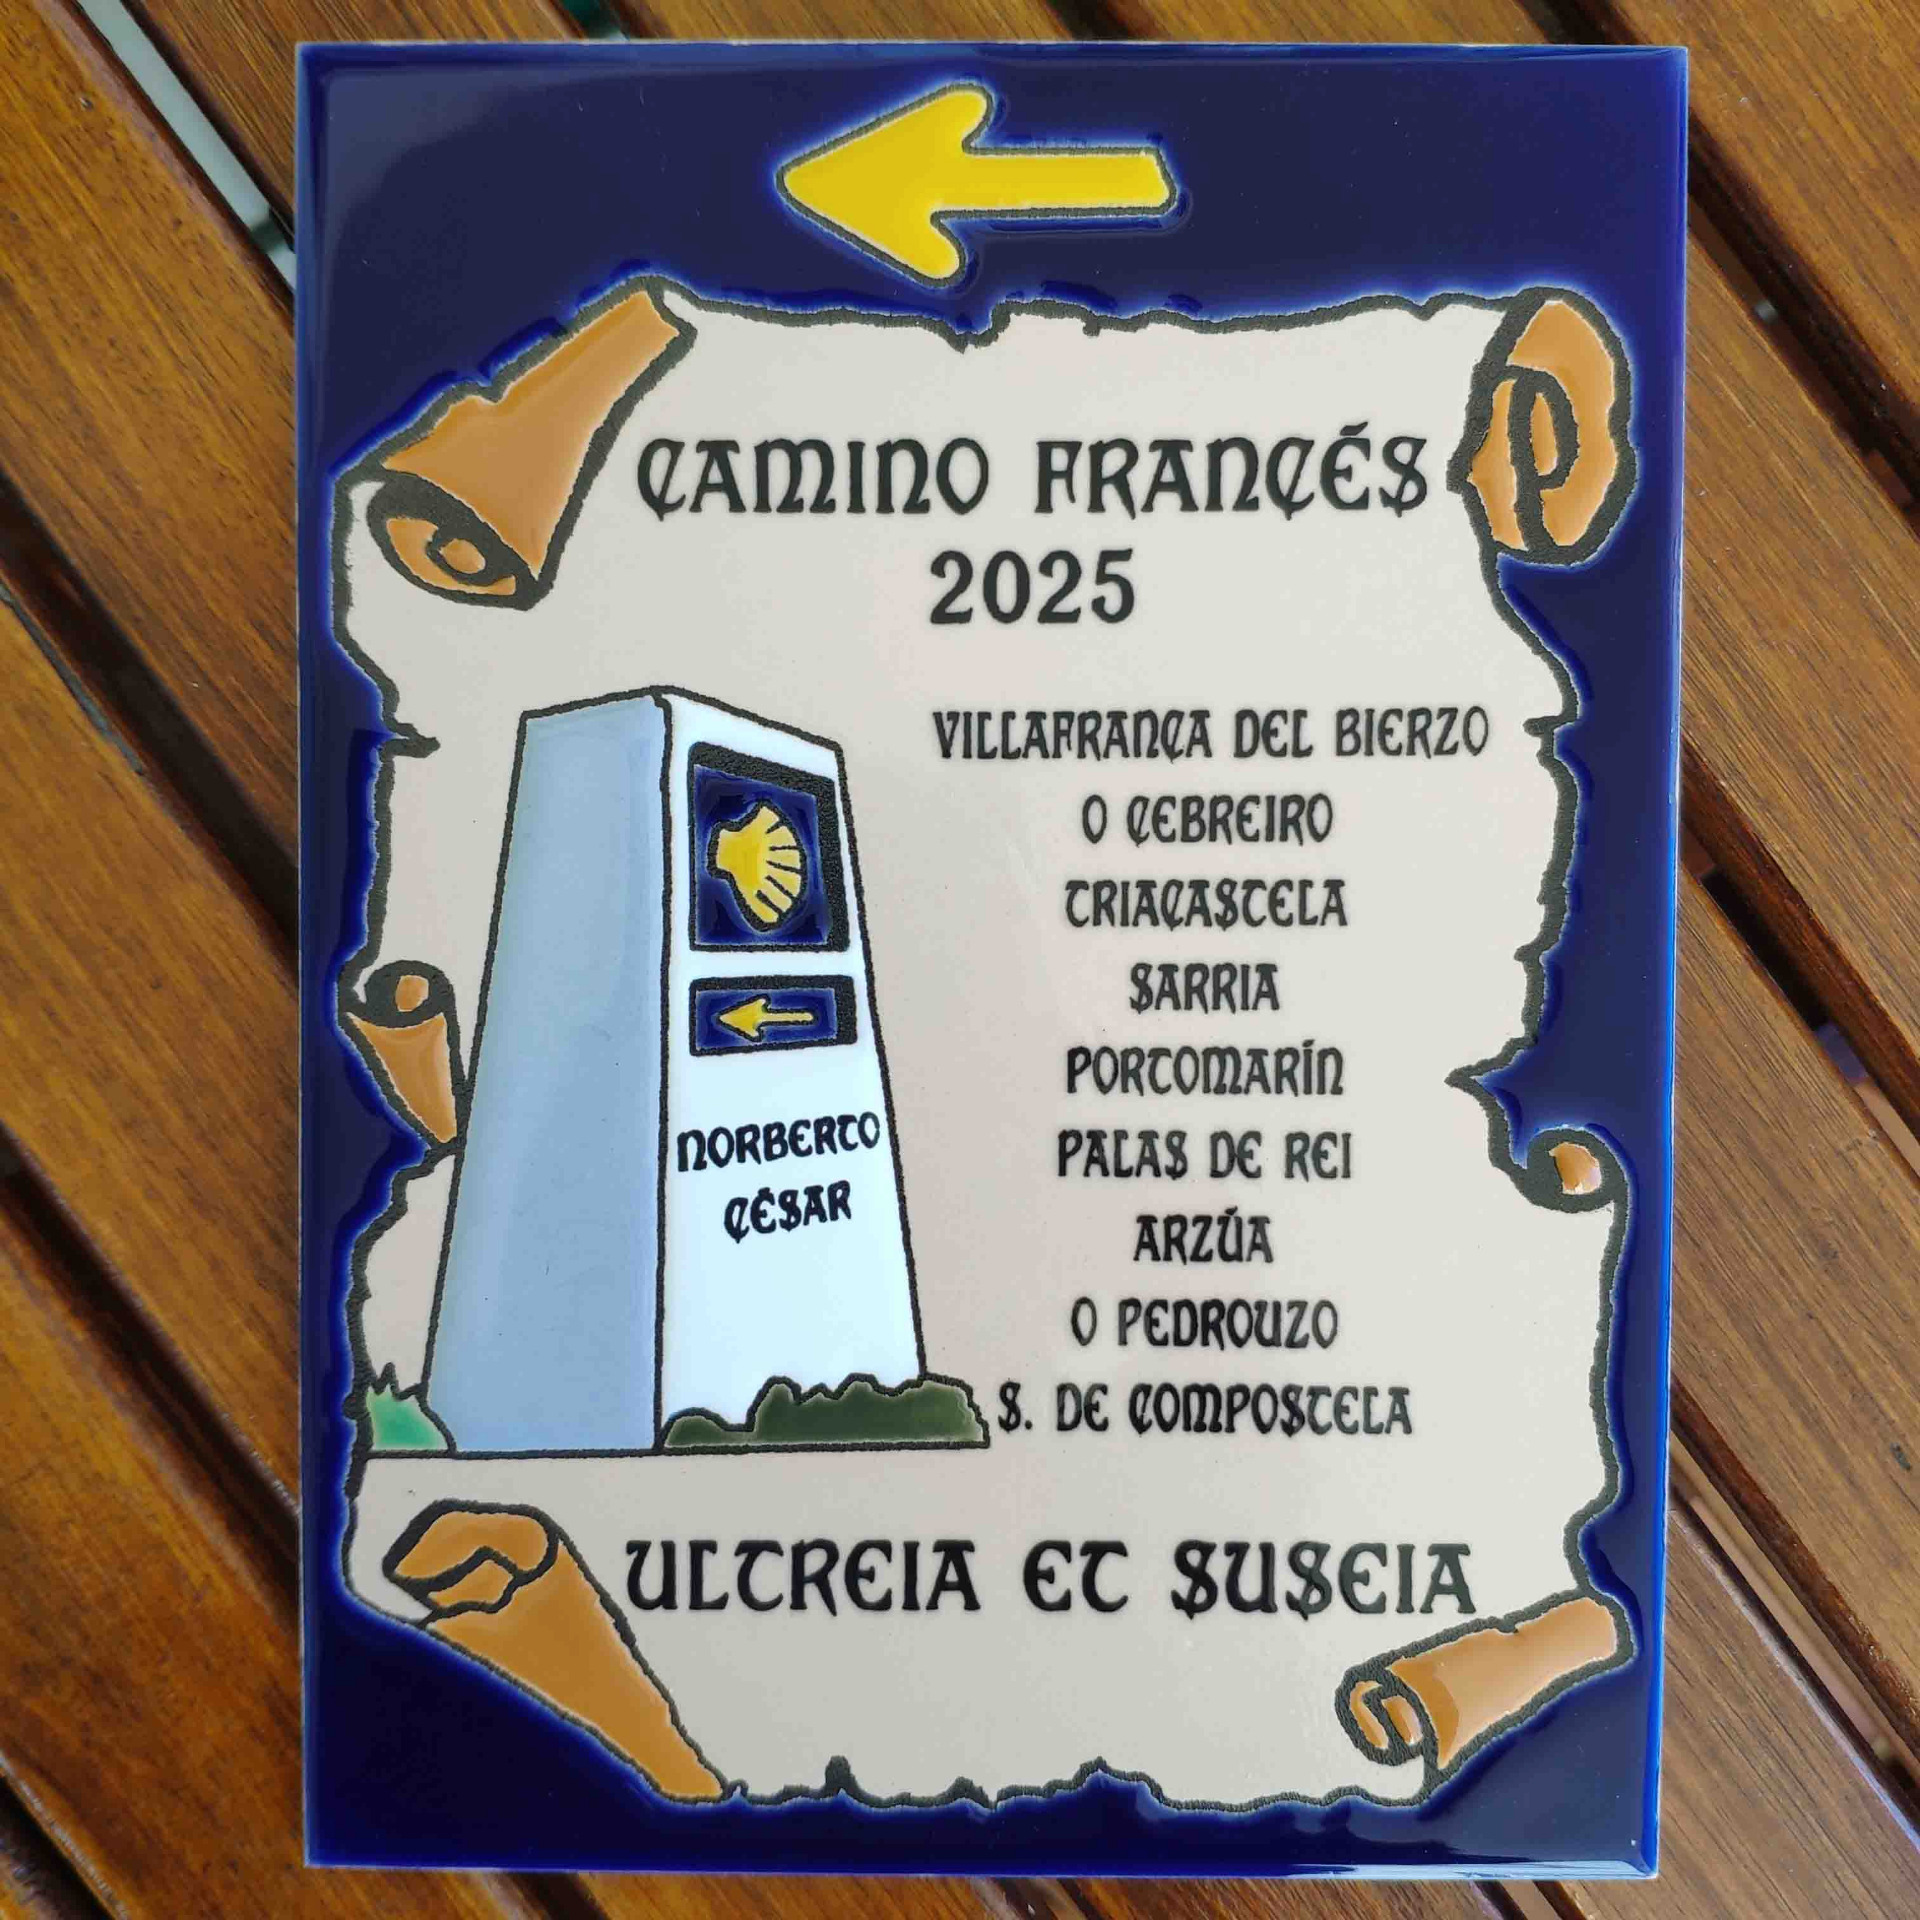 CAMINO FRANCÉS
2025
VILLAFRANCA DEL BIERZO
O CEBREIRO
TRIACASTELA
SARRIA
PORTOMARÍN
PALAS DE REI
ARZÚA
O PEDROUZO
S. DE COMPOSTELA
NORBERTO
CÉSAR
ULTREIA ET SUSEIA